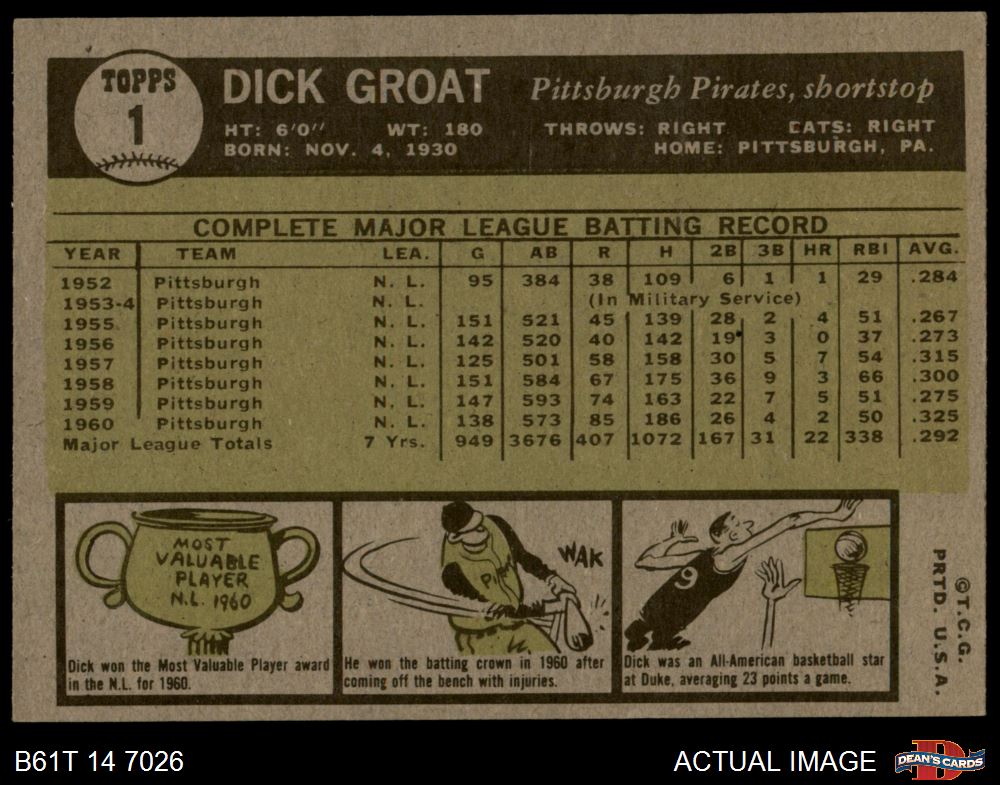 TOPPS
1
DICK GROAT
Pittsburgh Pirates, shortstop
HT: 6'0" WT: 180 THROWS: RIGHT CATS: RIGHT
BORN: NOV. 4, 1930 HOME: PITTSBURGH, PA.
COMPLETE MAJOR LEAGUE BATTING RECORD
YEAR TEAM LEA. G AB R H 2B 3B HR RBI AVG.
1952 Pittsburgh N. L. 95 384 38 109 6 1 1 29 .284
1953-4 Pittsburgh N. L. (In Military Service)
1955 Pittsburgh N. L. 151 521 45 139 28 2 4 51 .267
1956 Pittsburgh N. L. 142 520 40 142 19 3 0 37 .273
1957 Pittsburgh N. L. 125 501 58 158 30 5 7 54 .315
1958 Pittsburgh N. L. 151 584 67 175 36 9 3 66 .300
1959 Pittsburgh N. L. 147 593 74 163 22 7 5 51 .275
1960 Pittsburgh N. L. 138 573 85 186 26 4 2 50 .325
Major League Totals 7 Yrs. 949 3676 407 1072 167 31 22 338 .292
MOST
VALUABLE
PLAYER
N.L. 1960
Dick won the Most Valuable Player award
in the N.L. for 1960.
WAK
He won the batting crown in 1960 after
coming off the bench with injuries.
9
Dick was an All-American basketball star
at Duke, averaging 23 points a game.
©T.C.G.
PRTD. U.S.A.
B61T 14 7026
ACTUAL IMAGE
D
DEAN'S CARDS